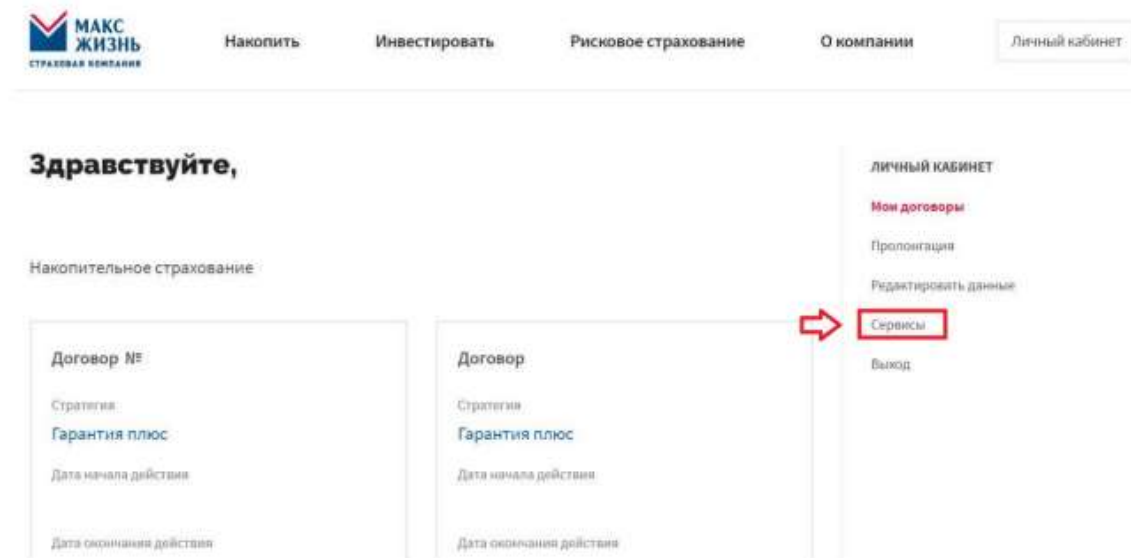 МАКС
ЖИЗНЬ
СТРАХОВАЯ КОМПАНИЯ
Накопить
Инвестировать
Рисковое страхование
О компании
Личный кабинет
Здравствуйте,
Накопительное страхование
Договор №
Стратегия
Гарантия плюс
Дата начала действия
Дата окончания действия
Договор
Стратегия
Гарантия плюс
Дата начала действия
Дата окончания действия
ЛИЧНЫЙ КАБИНЕТ
Мои договоры
Пролонгация
Редактировать данные
Сервисы
Выход